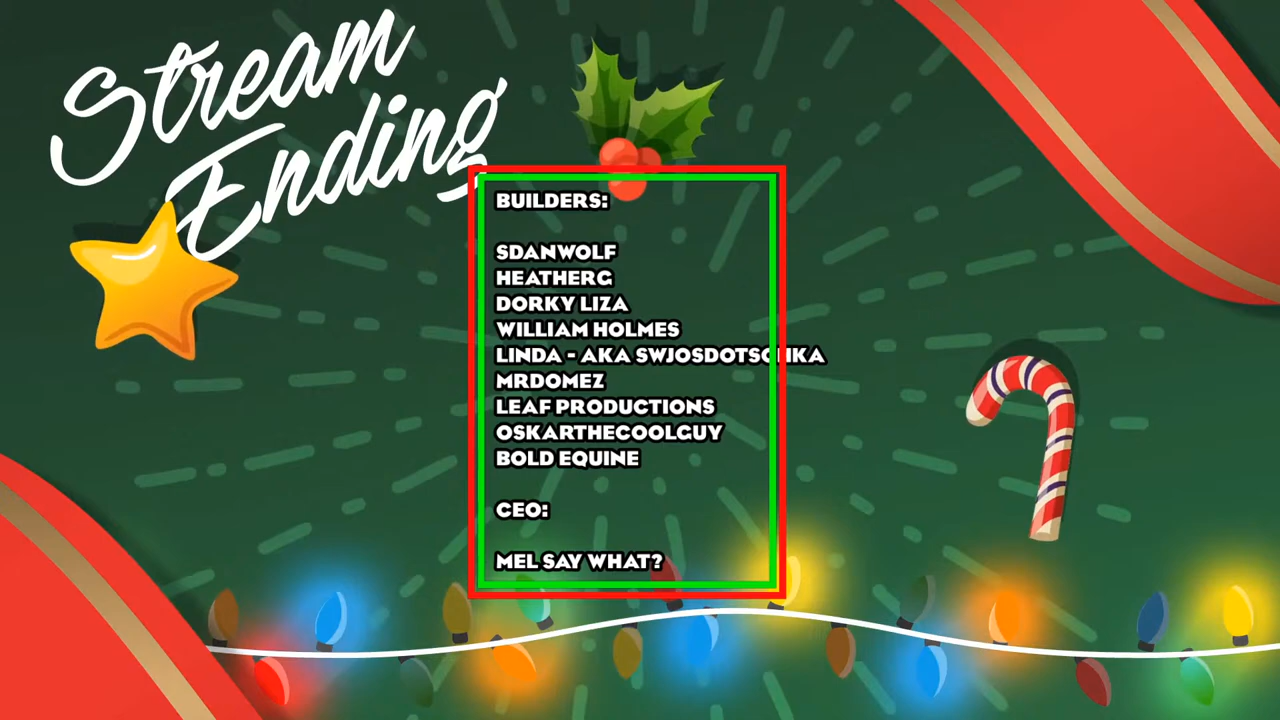 Stream
Ending
BUILDERS:
SDANWOLF
HEATHERG
DORKY LIZA
WILLIAM HOLMES
LINDA - AKA SWJOSDOTSCHKA
MRDOMEZ
LEAF PRODUCTIONS
OSKARTHECOOLGUY
BOLD EQUINE
CEO:
MEL SAY WHAT?